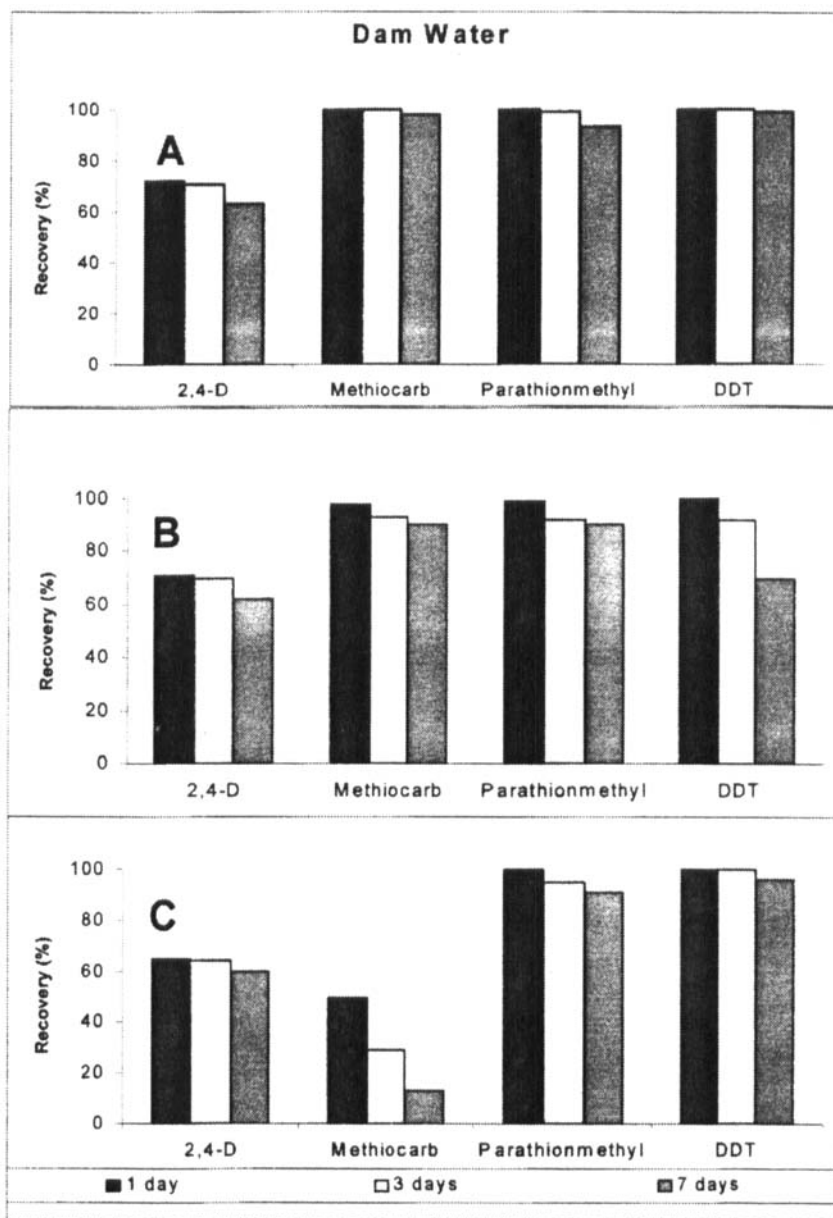 Dam Water
A
100
80
60
40
20
0
Recovery (%)
2,4-D Methiocarb Parathionmethyl DDT
B
100
80
60
40
20
0
Recovery (%)
2,4-D Methiocarb Parathionmethyl DDT
C
100
80
60
40
20
0
Recovery (%)
2,4-D Methiocarb Parathionmethyl DDT
1 day 3 days 7 days